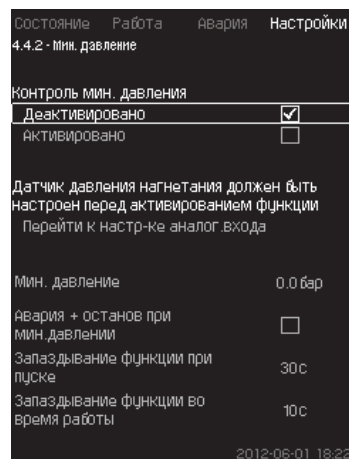 Состояние Работа Авария Настройки
4.4.2 - Мин. давление
Контроль мин. давления
Деактивировано
Активировано
Датчик давления нагнетания должен быть
настроен перед активированием функции
Перейти к настр-ке аналог.входа
Мин. давление 0.0 бар
Авария + останов при
мин.давлении
Запаздывание функции при
пуске 30с
Запаздывание функции во
время работы 10с
2012-06-01 18:22